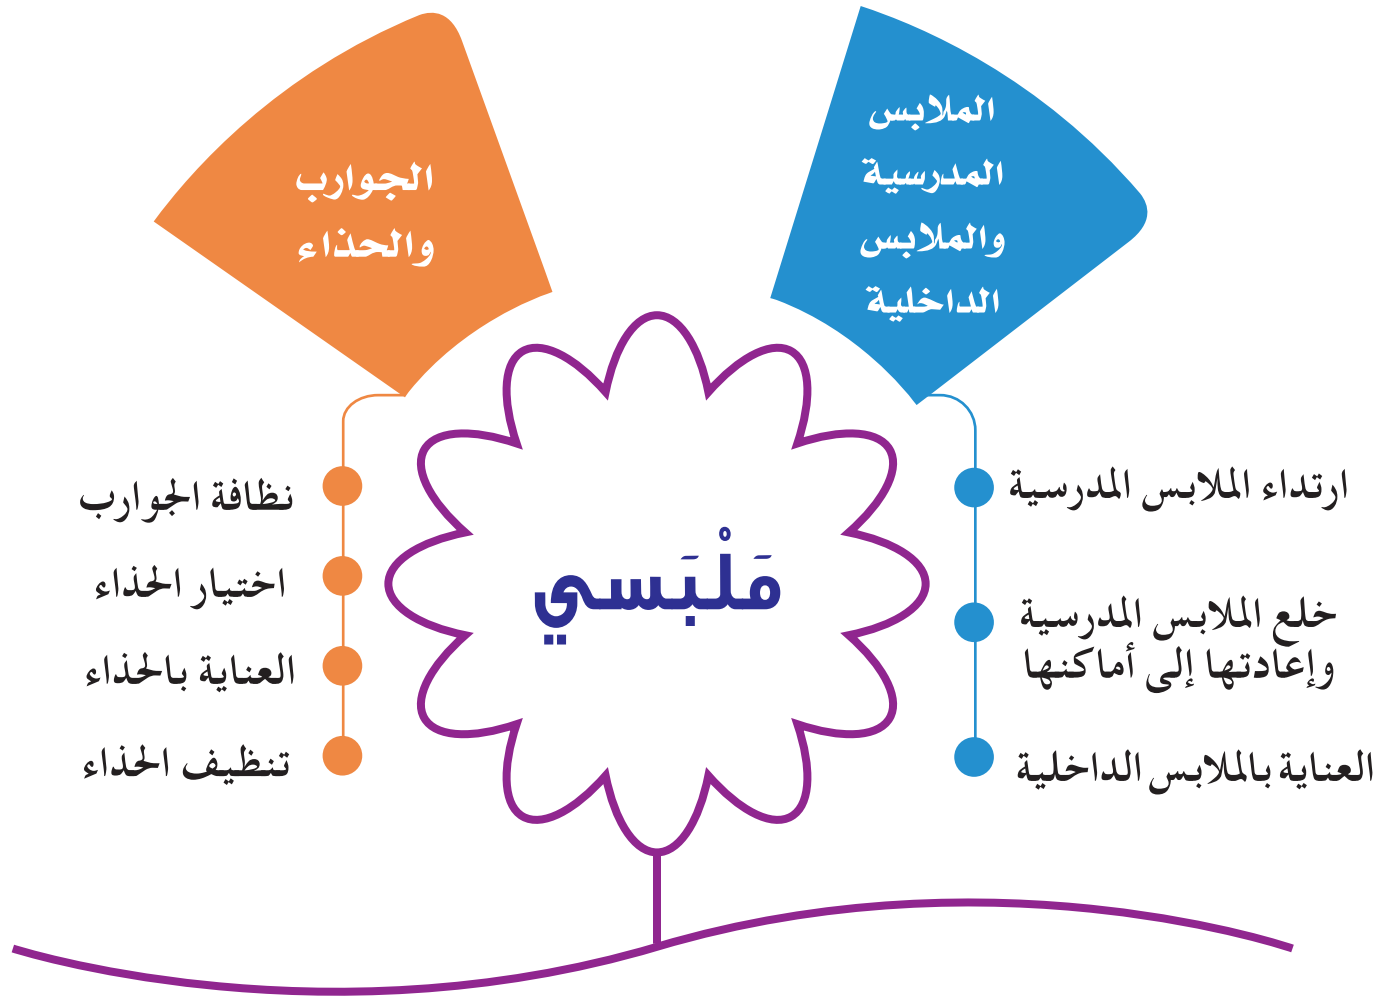 الملابس
المدرسية
والملابس
الداخلية
ارتداء الملابس المدرسية
خلع الملابس المدرسية
وإعادتها إلى أماكنها
العناية بالملابس الداخلية
مَلْبَسي
الجوارب
والحذاء
نظافة الجوارب
اختيار الحذاء
العناية بالحذاء
تنظيف الحذاء